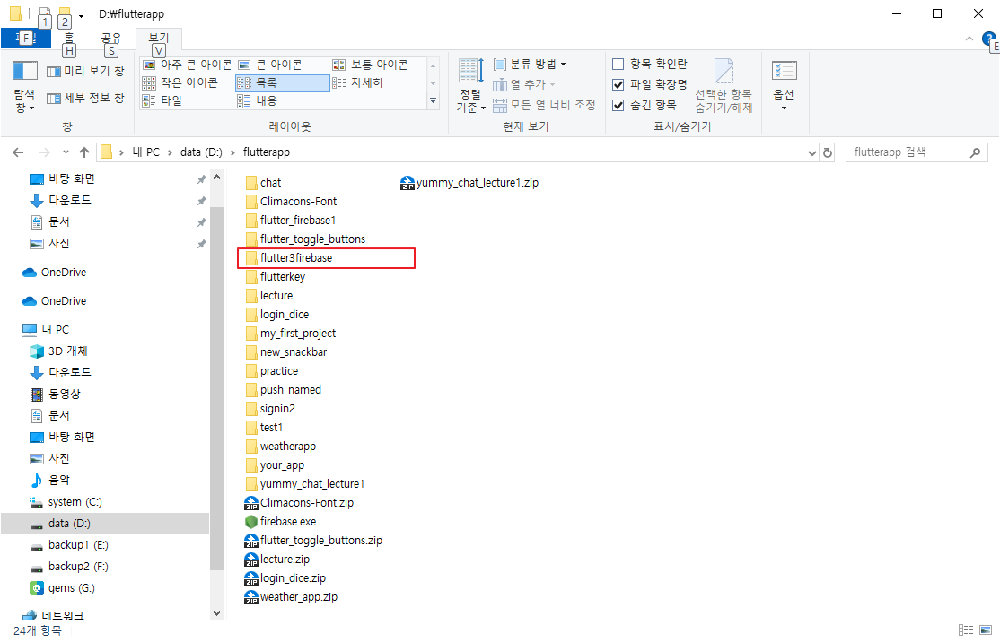 1 2 D:₩flutterapp
F 홈 공유 보기
H S V E
미리 보기 창
세부 정보 창
탐색 창
창
아주 큰 아이콘 큰 아이콘 보통 아이콘
작은 아이콘 목록 자세히
타일 내용
레이아웃
정렬 기준
분류 방법
열 추가
모든 열 너비 조정
현재 보기
항목 확인란
파일 확장명
숨긴 항목
선택한 항목 숨기기/해제
표시/숨기기
옵션
내 PC > data (D:) > flutterapp
flutterapp 검색
바탕 화면
다운로드
문서
사진
OneDrive
OneDrive
내 PC
3D 개체
다운로드
동영상
문서
바탕 화면
사진
음악
system (C:)
data (D:)
backup1 (E:)
backup2 (F:)
gems (G:)
네트워크
chat
Climacons-Font
flutter_firebase1
flutter_toggle_buttons
flutter3firebase
flutterkey
lecture
login_dice
my_first_project
new_snackbar
practice
push_named
signin2
test1
weatherapp
your_app
yummy_chat_lecture1
Climacons-Font.zip
firebase.exe
flutter_toggle_buttons.zip
lecture.zip
login_dice.zip
weather_app.zip
yummy_chat_lecture1.zip
24개 항목